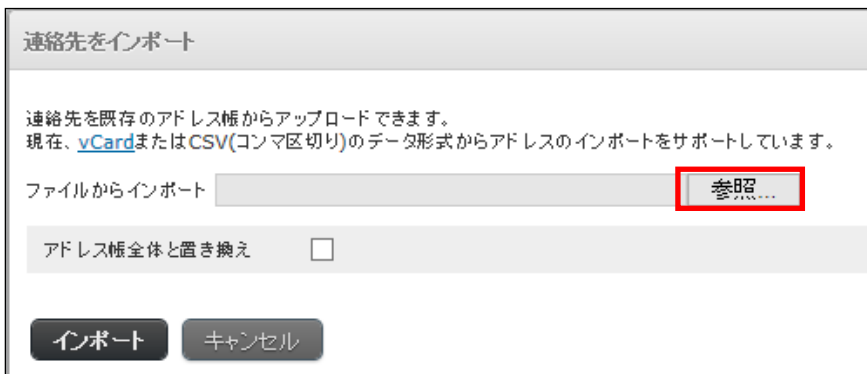 連絡先をインポート
連絡先を既存のアドレス帳からアップロードできます。
現在、vCardまたはCSV(コンマ区切り)のデータ形式からアドレスのインポートをサポートしています。
ファイルからインポート 参照...
アドレス帳全体と置き換え
インポート キャンセル